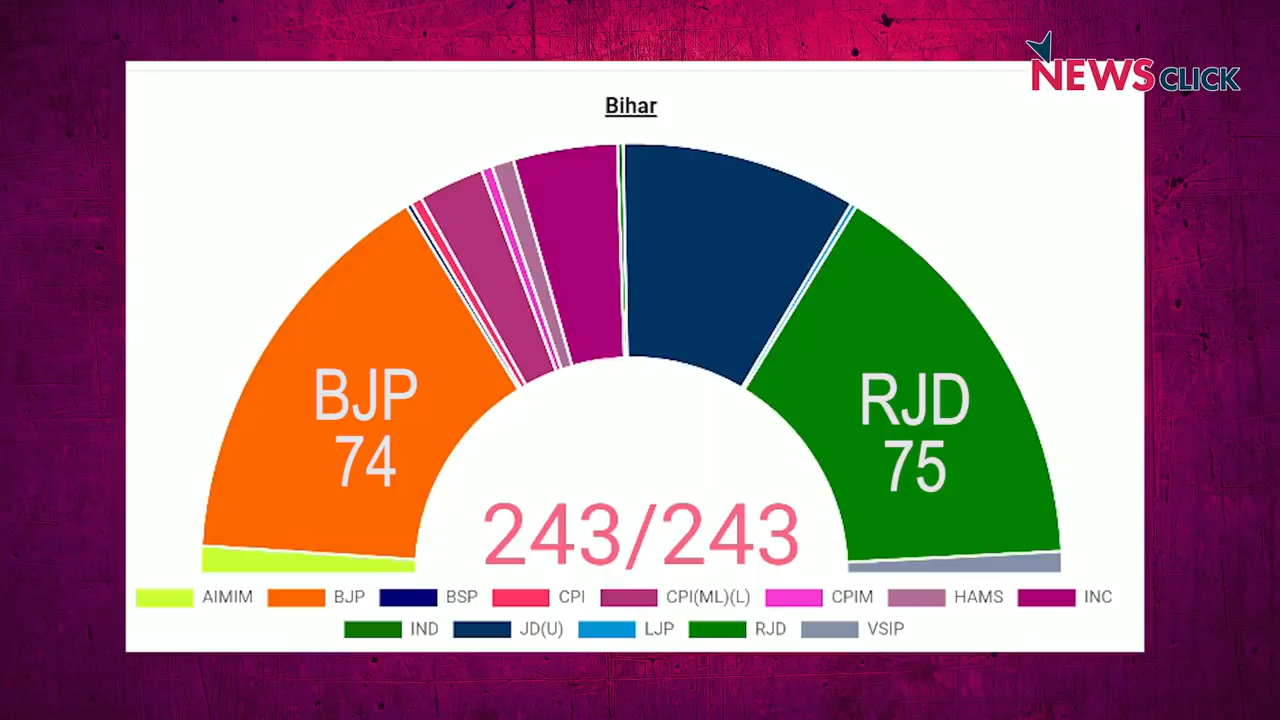 NEWSCLICK
Bihar
BJP
74
RJD
75
243/243
AIMIM BJP BSP CPI CPI(ML)(L) CPIM HAMS INC
IND JD(U) LJP RJD VSIP